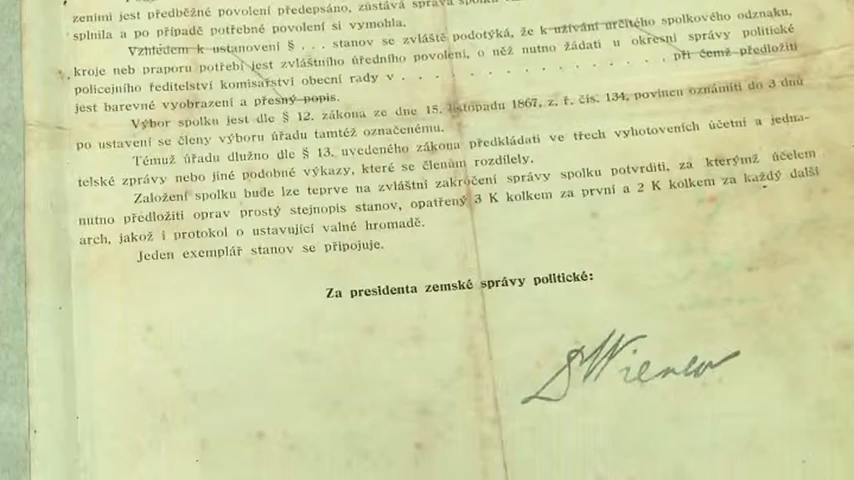 zeními jest předběžné povolení předepsáno, zůstává správa
splnila a po případě potřebné povolení si vymohla.
Vzhledem k ustanovení § . . . stanov se zvláště podotýká, že k užívání určitého spolkového odznaku,
kroje neb praporu potřebí jest zvláštního úředního povolení, o něž nutno žádati u okresní správy politické
policejního ředitelství komisařství obecní rady v . . . . . . . . . . . . . . . . . , při čemž předložiti
jest barevné vyobrazení a přesný popis.
Výbor spolku jest dle § 12. zákona ze dne 15. listopadu 1867, z. ř. čís. 134, povinen oznámiti do 3 dnů
po ustavení se členy výboru úřadu tamtéž označenému.
Témuž úřadu dlužno dle § 13. uvedeného zákona předkládati ve třech vyhotoveních účetní a jedna-
telské zprávy nebo jiné podobné výkazy, které se členům rozdílely.
Založení spolku bude lze teprve na zvláštní zakročení správy spolku potvrditi, za kterýmž účelem
nutno předložiti oprav prostý stejnopis stanov, opatřený 3 K kolkem za první a 2 K kolkem za každý další
arch, jakož i protokol o ustavující valné hromadě.
Jeden exemplář stanov se připojuje.
Za presidenta zemské správy politické: